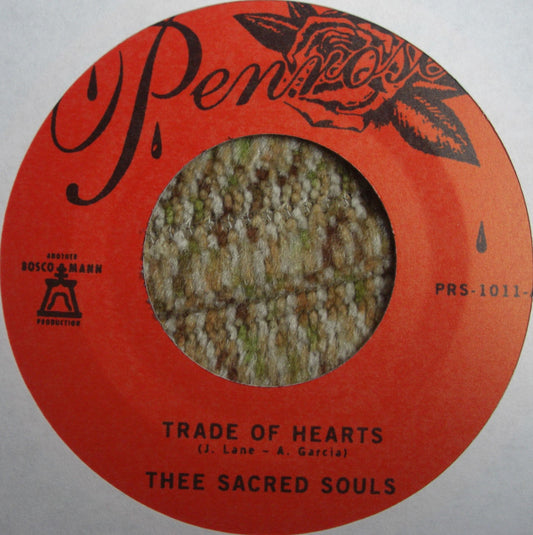 Penrose
ANOTHER
BOSCO MANN
PRODUCTION
PRS-1011-A
TRADE OF HEARTS
(J. Lane – A. Garcia)
THEE SACRED SOULS